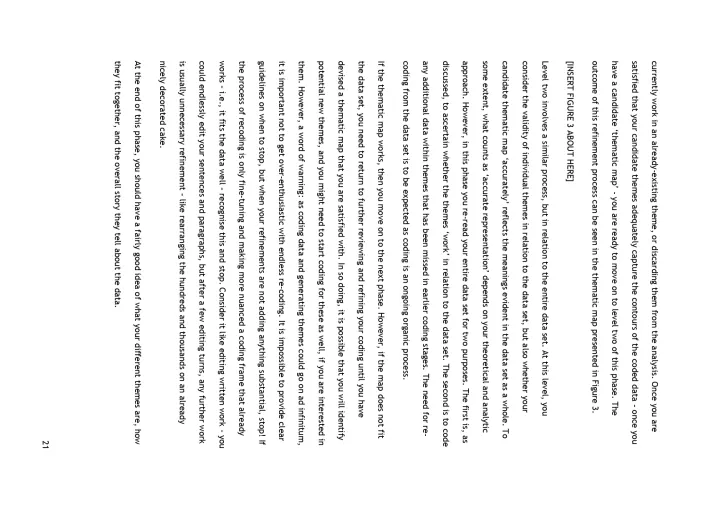 currently work in an already-existing theme, or discarding them from the analysis. Once you are
satisfied that your candidate themes adequately capture the contours of the coded data - once you
have a candidate 'thematic map' - you are ready to move on to level two of this phase. The
outcome of this refinement process can be seen in the thematic map presented in Figure 3.
[INSERT FIGURE 3 ABOUT HERE]
Level two involves a similar process, but in relation to the entire data set. At this level, you
consider the validity of individual themes in relation to the data set, but also whether your
candidate thematic map 'accurately' reflects the meanings evident in the data set as a whole. To
some extent, what counts as 'accurate representation' depends on your theoretical and analytic
approach. However, in this phase you re-read your entire data set for two purposes. The first is, as
discussed, to ascertain whether the themes 'work' in relation to the data set. The second is to code
any additional data within themes that has been missed in earlier coding stages. The need for re-
coding from the data set is to be expected as coding is an ongoing organic process.
If the thematic map works, then you move on to the next phase. However, if the map does not fit
the data set, you need to return to further reviewing and refining your coding until you have
devised a thematic map that you are satisfied with. In so doing, it is possible that you will identify
potential new themes, and you might need to start coding for these as well, if you are interested in
them. However, a word of warning: as coding data and generating themes could go on ad infinitum,
it is important not to get over-enthusiastic with endless re-coding. It is impossible to provide clear
guidelines on when to stop, but when your refinements are not adding anything substantial, stop! If
the process of recoding is only fine-tuning and making more nuanced a coding frame that already
works - i.e., it fits the data well - recognise this and stop. Consider it like editing written work - you
could endlessly edit your sentences and paragraphs, but after a few editing turns, any further work
is usually unnecessary refinement - like rearranging the hundreds and thousands on an already
nicely decorated cake.
At the end of this phase, you should have a fairly good idea of what your different themes are, how
they fit together, and the overall story they tell about the data.
21